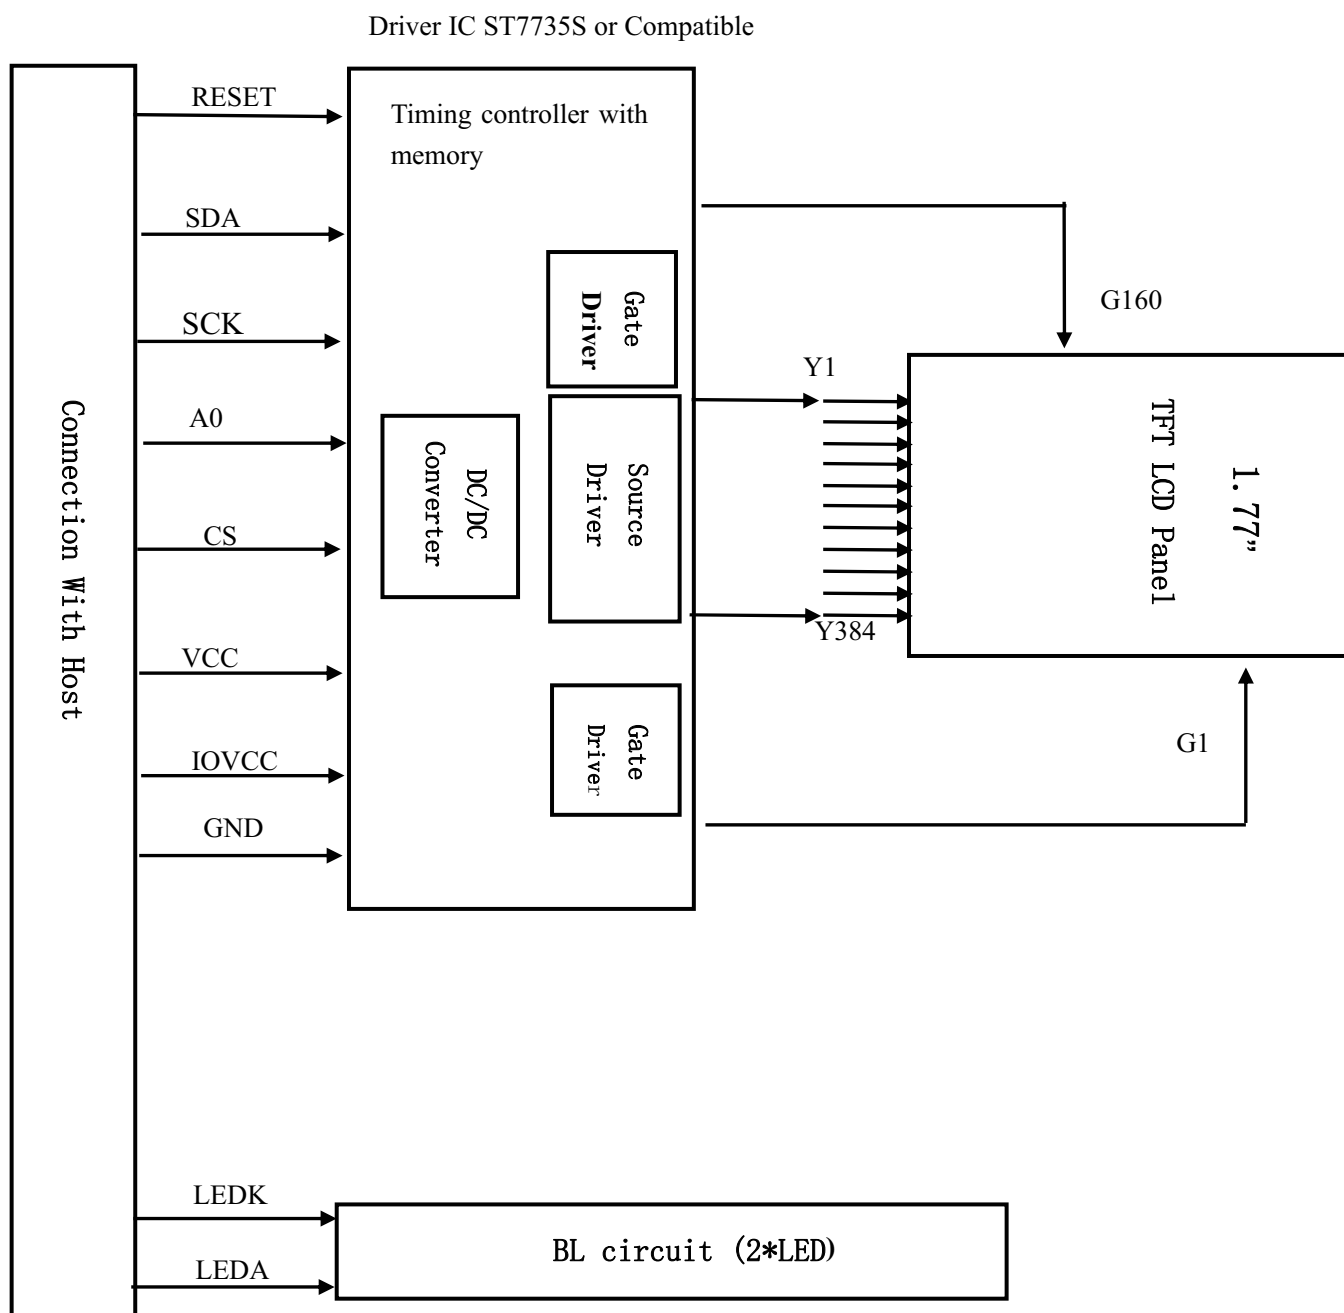 Driver IC ST7735S or Compatible
RESET
SDA
SCK
A0
CS
VCC
IOVCC
GND
Connection With Host
Timing controller with
memory
Gate
Driver
DC/DC
Converter
Source
Driver
Gate
Driver
G160
Y1
Y384
1.77”
TFT LCD Panel
G1
LEDK
LEDA
BL circuit (2*LED)